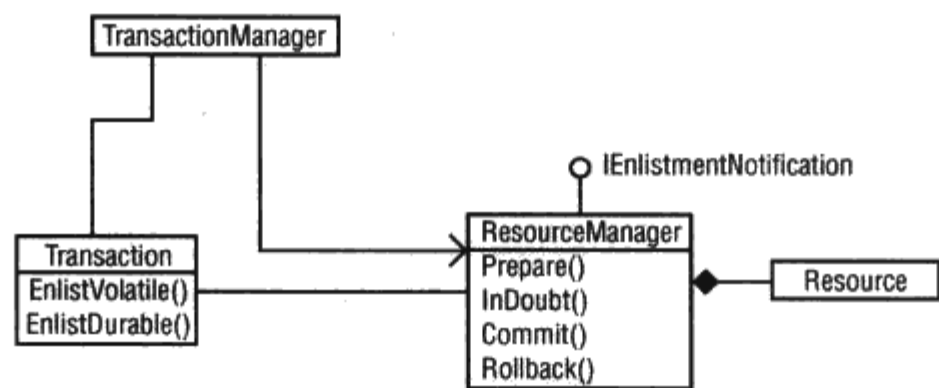 TransactionManager
IEnlistmentNotification
ResourceManager
Prepare()
InDoubt()
Commit()
Rollback()
Transaction
EnlistVolatile()
EnlistDurable()
Resource